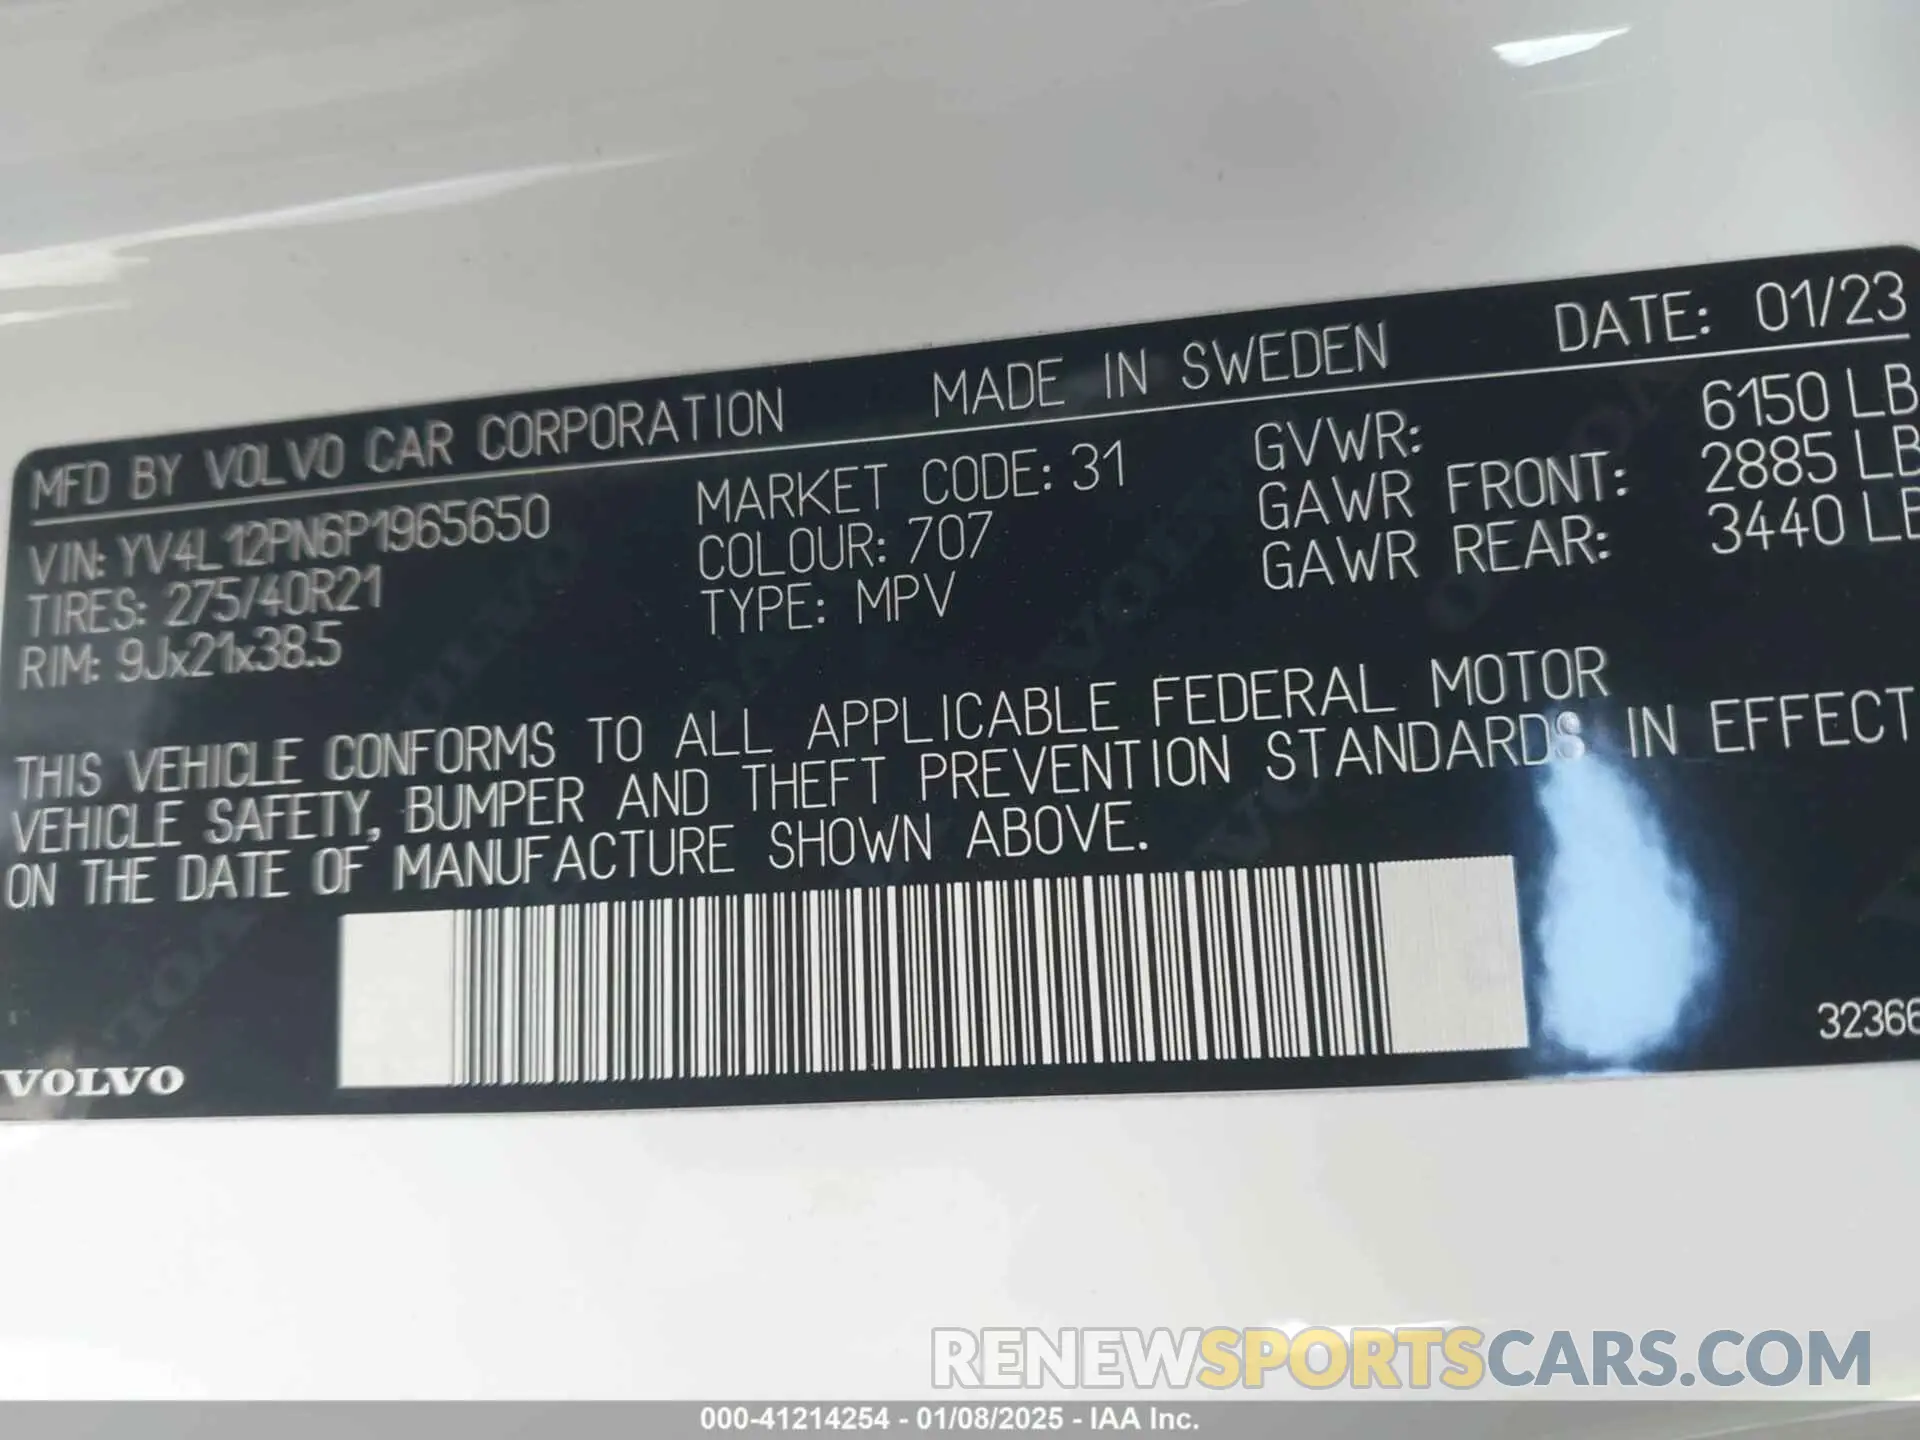 MFD BY VOLVO CAR CORPORATION MADE IN SWEDEN DATE: 01/23
VIN: YV4L12PN6P1965650 MARKET CODE: 31 GVWR: 6150 LB
TIRES: 275/40R21 COLOUR: 707 GAWR FRONT: 2885 LB
RIM: 9Jx21x38.5 TYPE: MPV GAWR REAR: 3440 LB
THIS VEHICLE CONFORMS TO ALL APPLICABLE FEDERAL MOTOR
VEHICLE SAFETY, BUMPER AND THEFT PREVENTION STANDARDS IN EFFECT
ON THE DATE OF MANUFACTURE SHOWN ABOVE.
32366
VOLVO
RENEWSPORTSCARS.COM
000-41214254 - 01/08/2025 - IAA Inc.